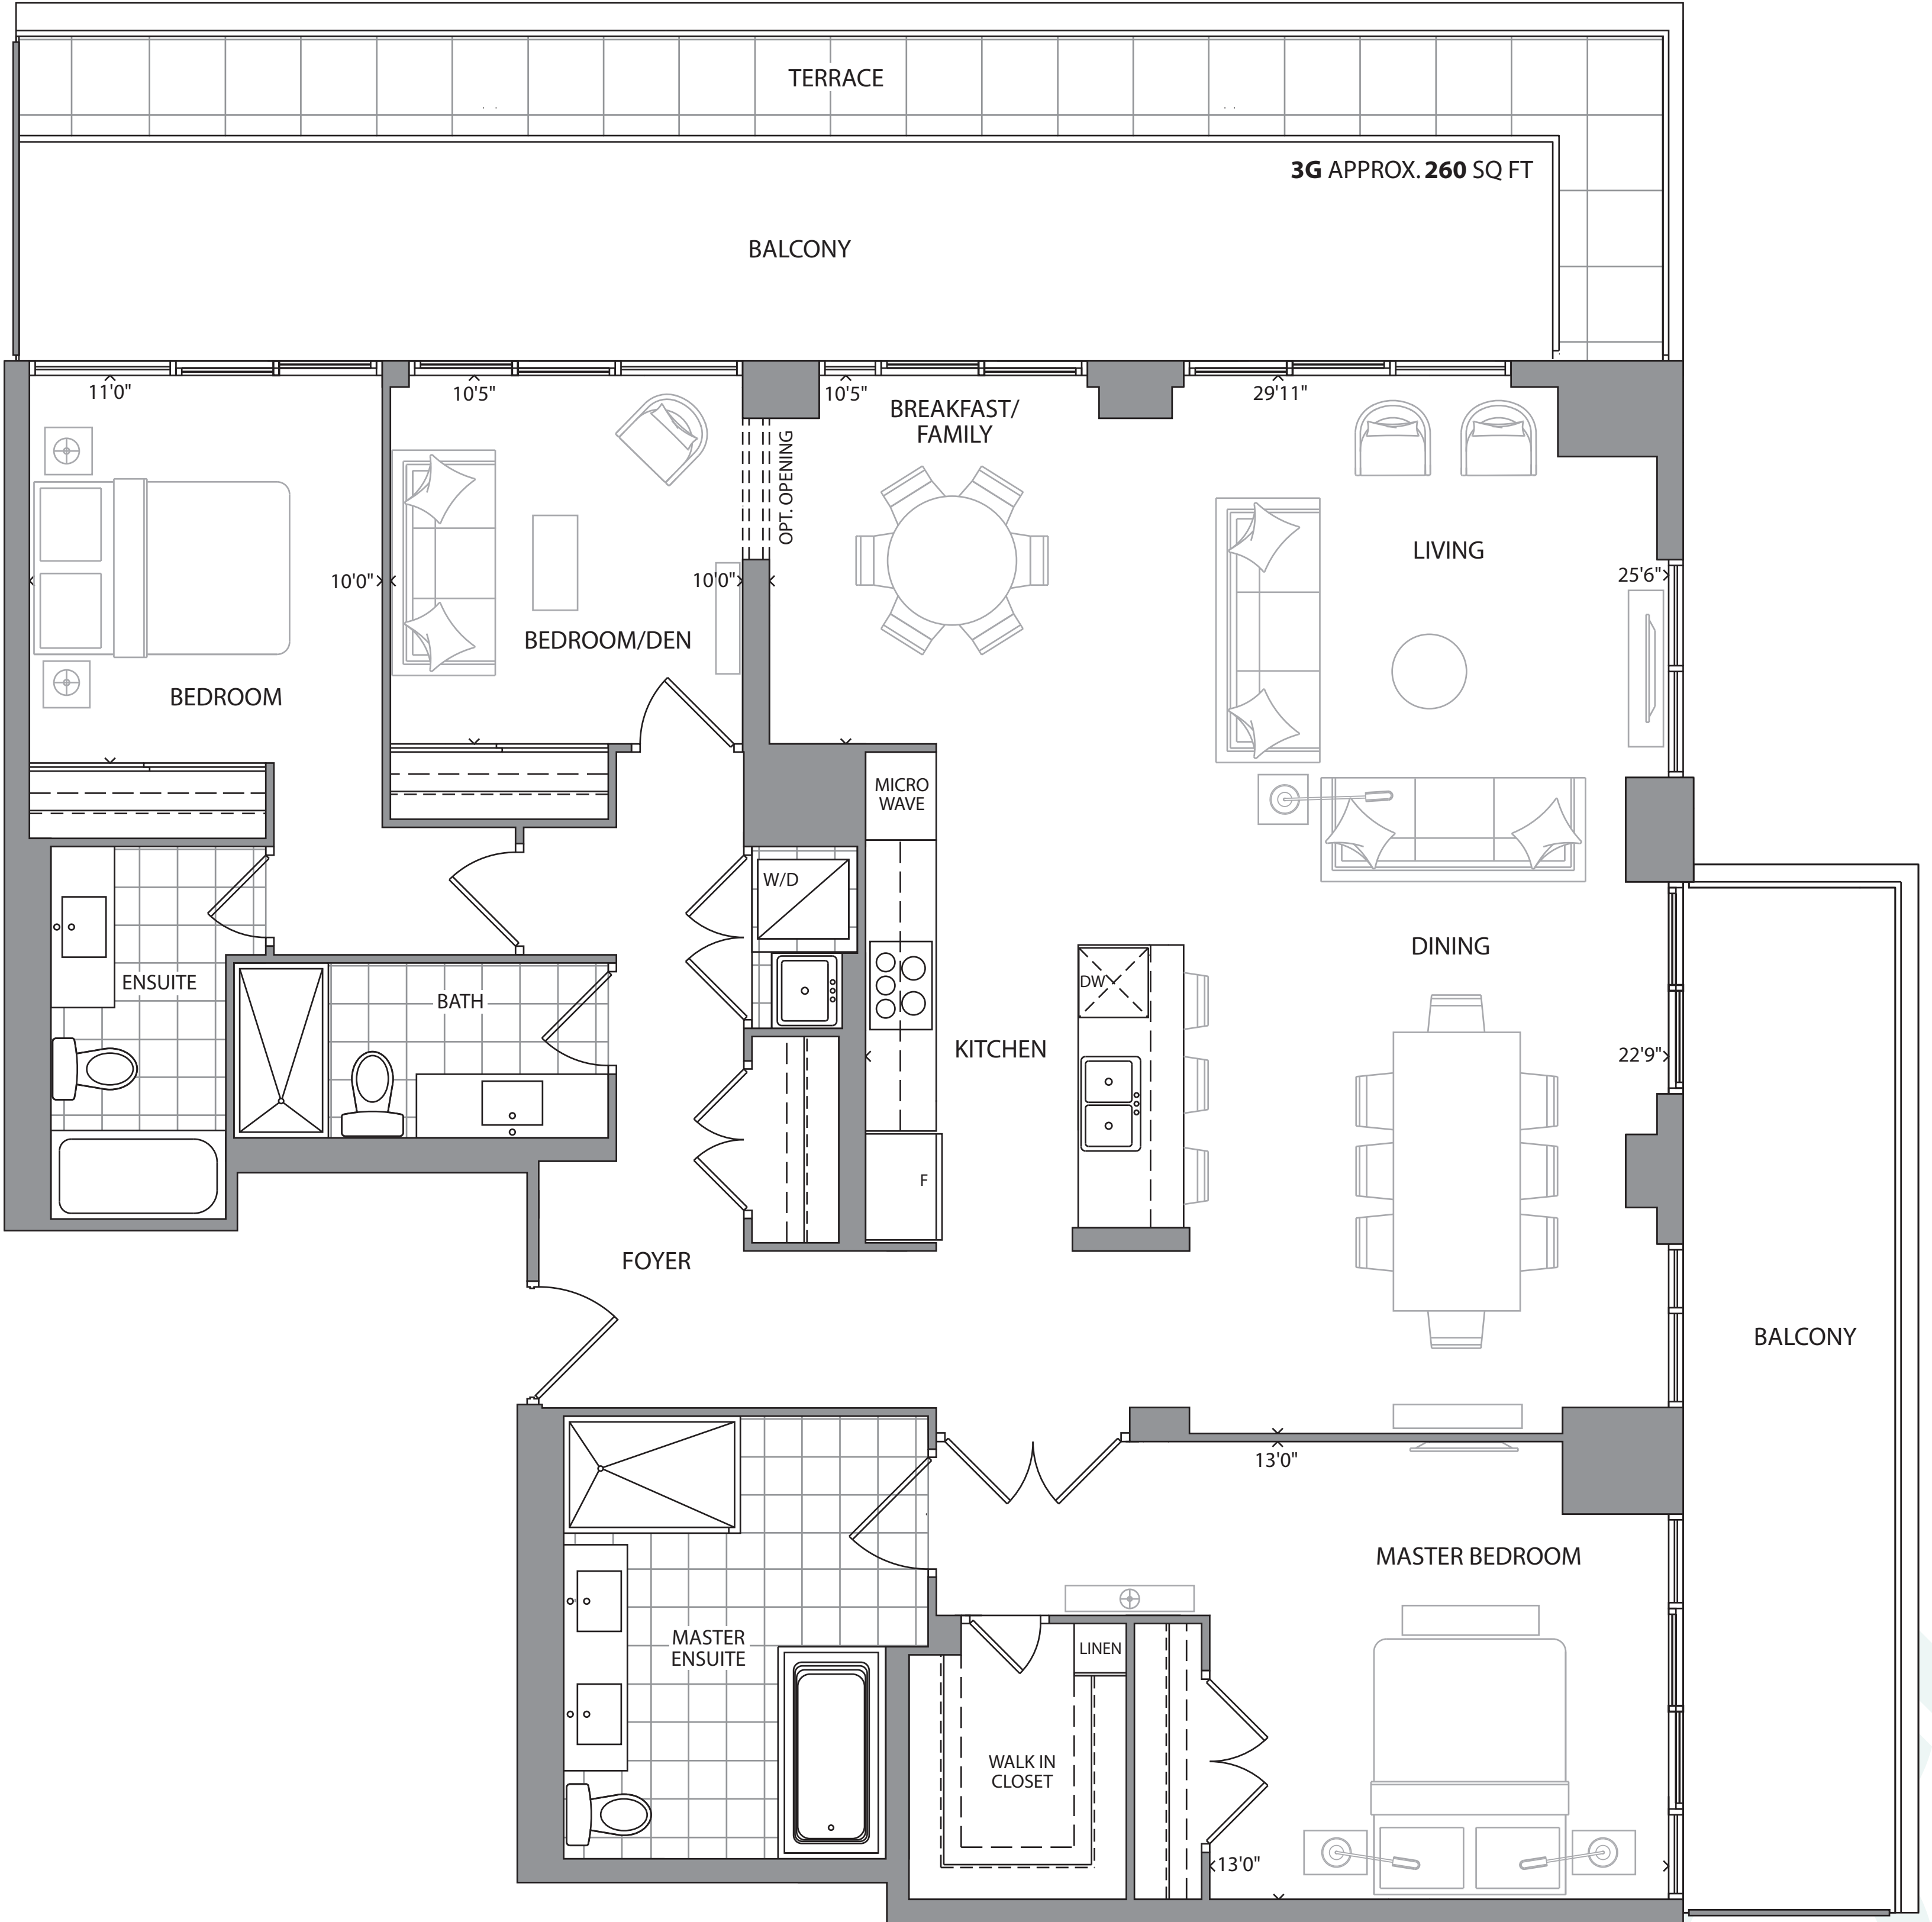 TERRACE
3G APPROX. 260 SQ FT
BALCONY
11'0"
10'5"
10'5"
29'11"
BREAKFAST/
FAMILY
OPT. OPENING
LIVING
10'0"
10'0"
25'6"
BEDROOM/DEN
BEDROOM
MICRO
WAVE
W/D
DINING
ENSUITE
DW
BATH
KITCHEN
22'9"
F
FOYER
BALCONY
13'0"
MASTER BEDROOM
MASTER
ENSUITE
LINEN
WALK IN
CLOSET
13'0"